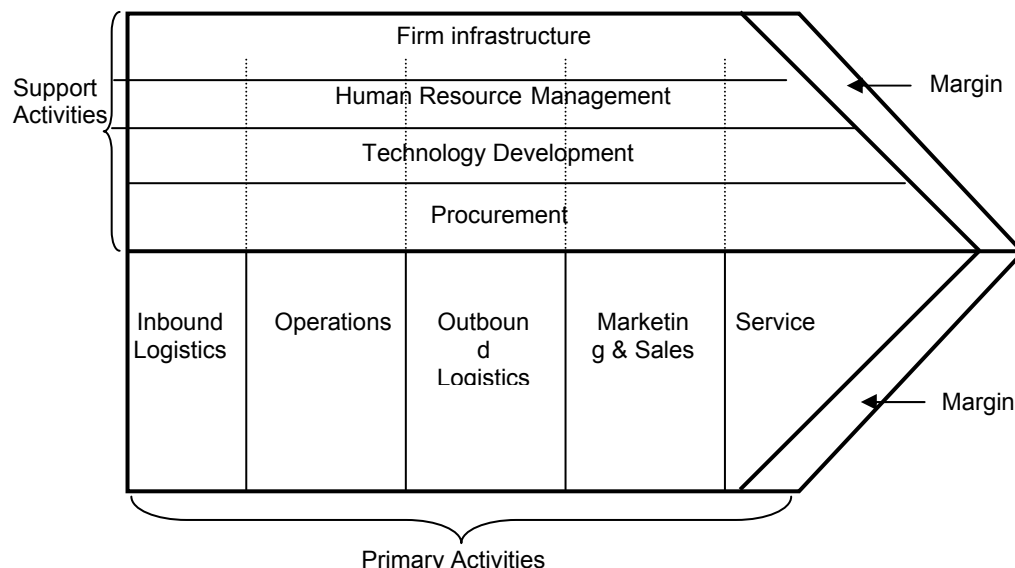 Firm infrastructure
Support
Activities
Margin
Human Resource Management
Technology Development
Procurement
Inbound
Logistics
Operations
Outboun
d
Logistics
Marketin
g & Sales
Service
Margin
Primary Activities